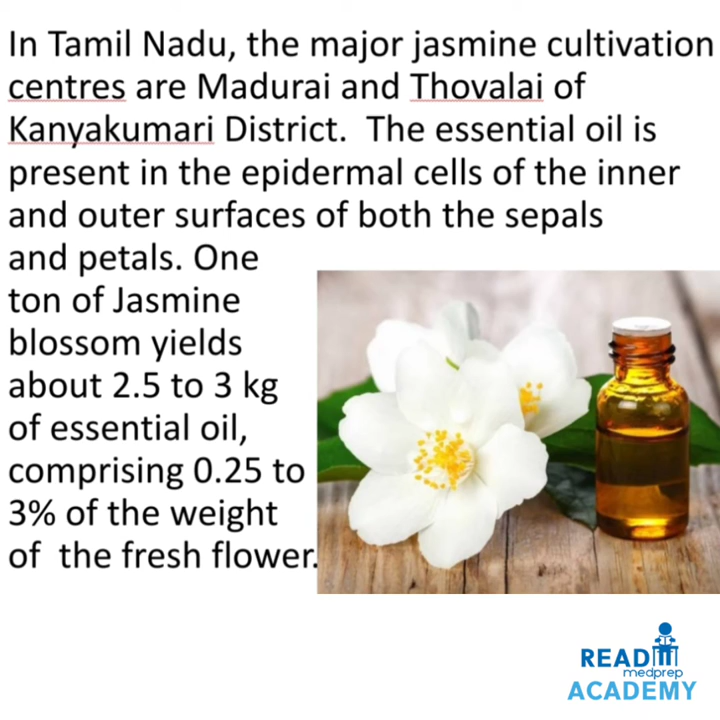 In Tamil Nadu, the major jasmine cultivation
centres are Madurai and Thovalai of
Kanyakumari District.  The essential oil is
present in the epidermal cells of the inner
and outer surfaces of both the sepals
and petals. One
ton of Jasmine
blossom yields
about 2.5 to 3 kg
of essential oil,
comprising 0.25 to
3% of the weight
of  the fresh flower.
READ
medprep
ACADEMY